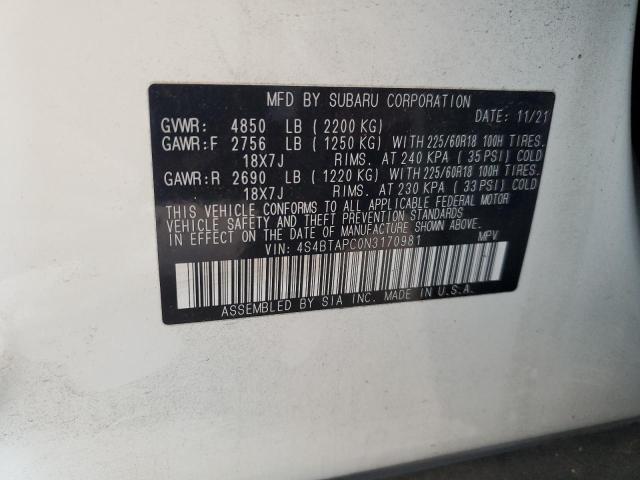 MFD BY SUBARU CORPORATION
DATE: 11/21
GVWR: 4850 LB ( 2200 KG)
GAWR:F 2756 LB ( 1250 KG) WITH 225/60R18 100H TIRES.
18X7J RIMS. AT 240 KPA ( 35 PSI) COLD
GAWR:R 2690 LB ( 1220 KG) WITH 225/60R18 100H TIRES.
18X7J RIMS. AT 230 KPA ( 33 PSI) COLD
THIS VEHICLE CONFORMS TO ALL APPLICABLE FEDERAL MOTOR
VEHICLE SAFETY AND THEFT PREVENTION STANDARDS
IN EFFECT ON THE DATE OF MANUFACTURE SHOWN ABOVE.
VIN: 4S4BTAPC0N3170981 MPV
ASSEMBLED BY SIA INC. MADE IN U.S.A.